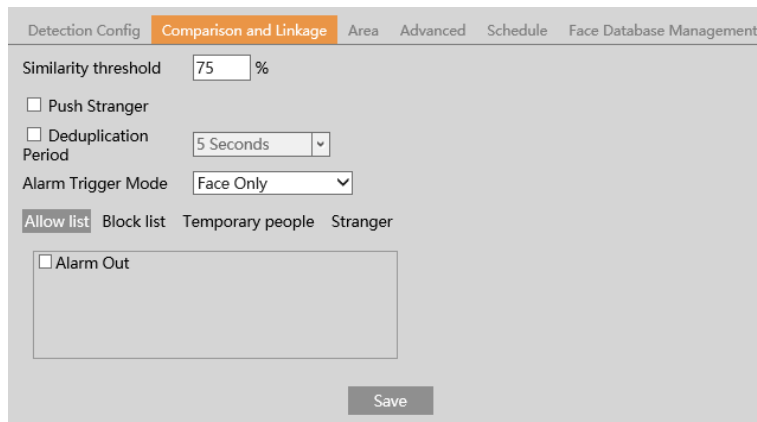 Detection Config Comparison and Linkage Area Advanced Schedule Face Database Management
Similarity threshold 75 %
Push Stranger
Deduplication
Period 5 Seconds
Alarm Trigger Mode Face Only
Allow list Block list Temporary people Stranger
Alarm Out
Save